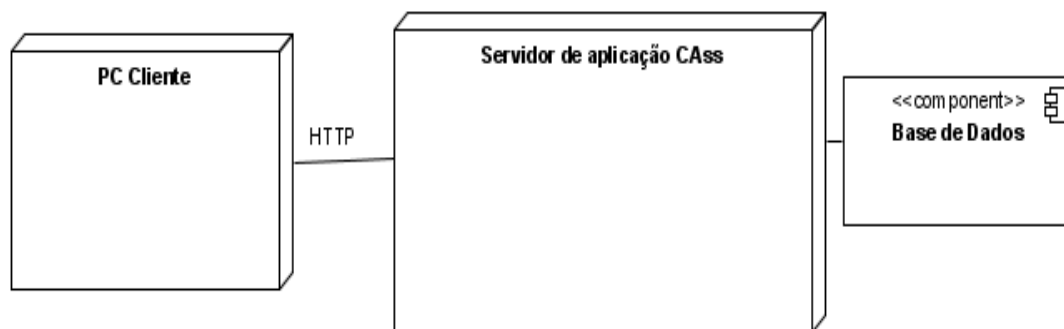 PC Cliente
HTTP
Servidor de aplicação CAss
<<component>>
Base de Dados